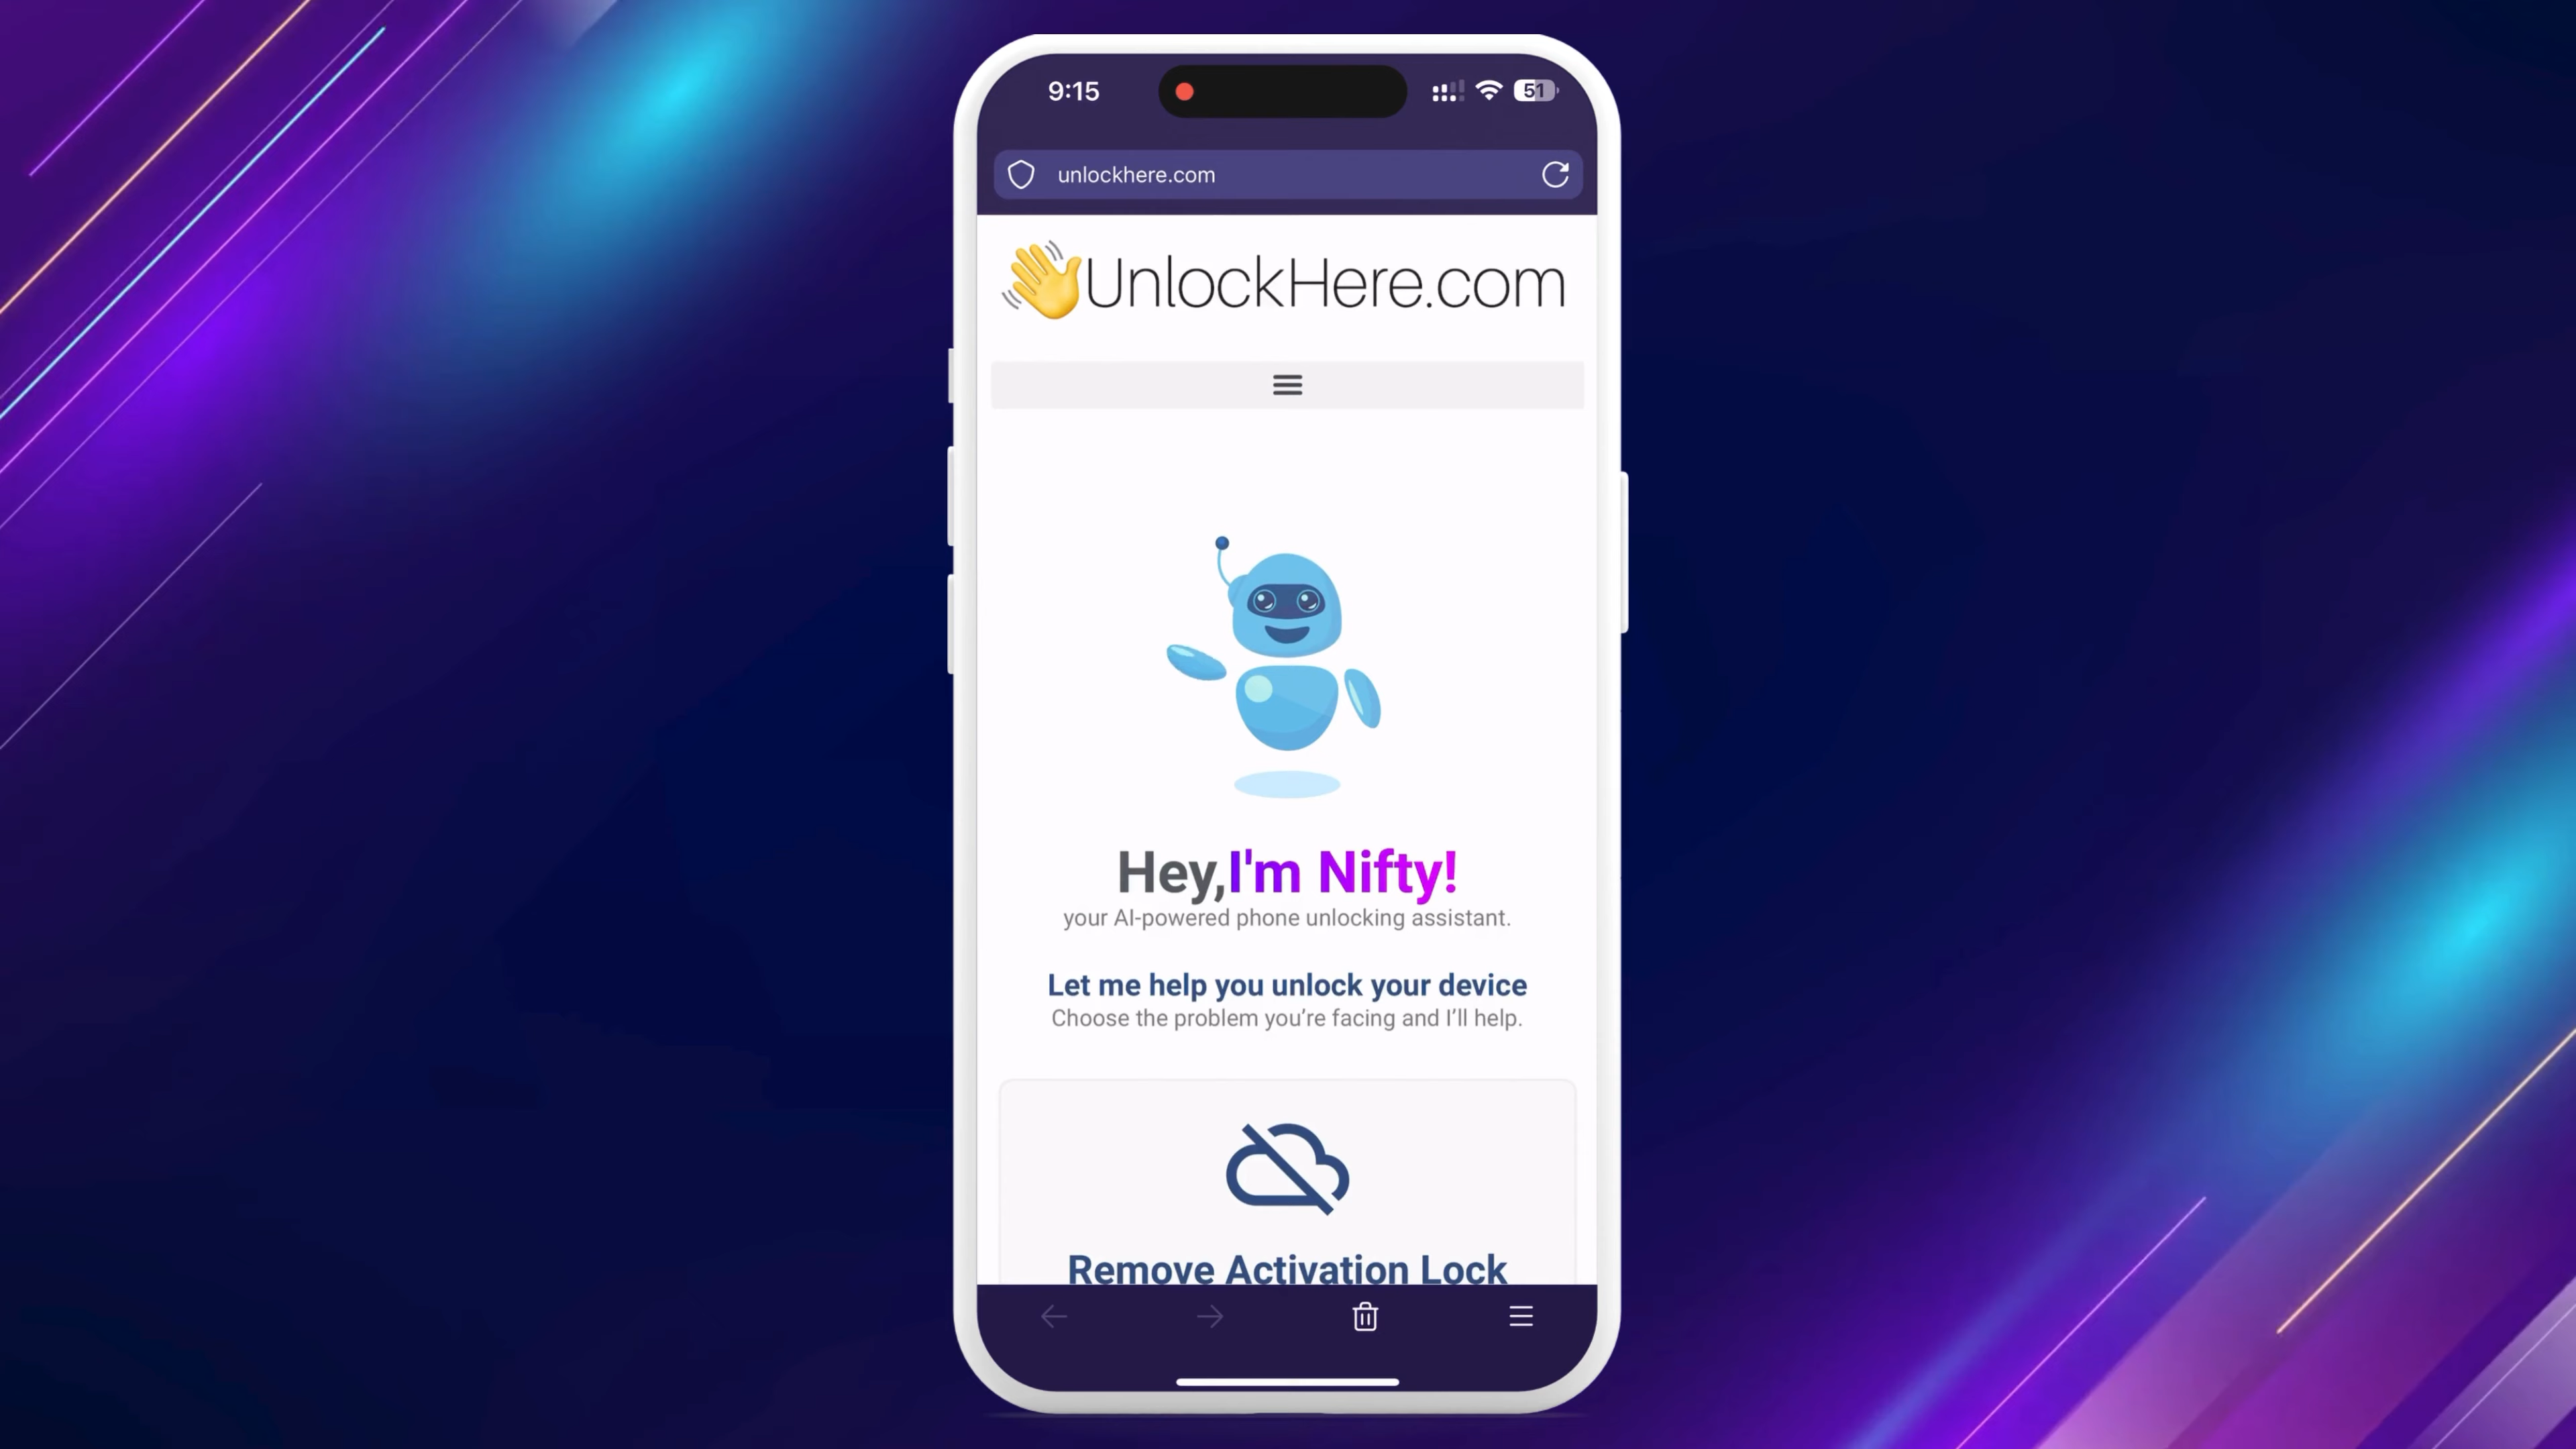 9:15
51
unlockhere.com
UnlockHere.com
Hey,I'm Nifty!
your AI-powered phone unlocking assistant.
Let me help you unlock your device
Choose the problem you're facing and I'll help.
Remove Activation Lock